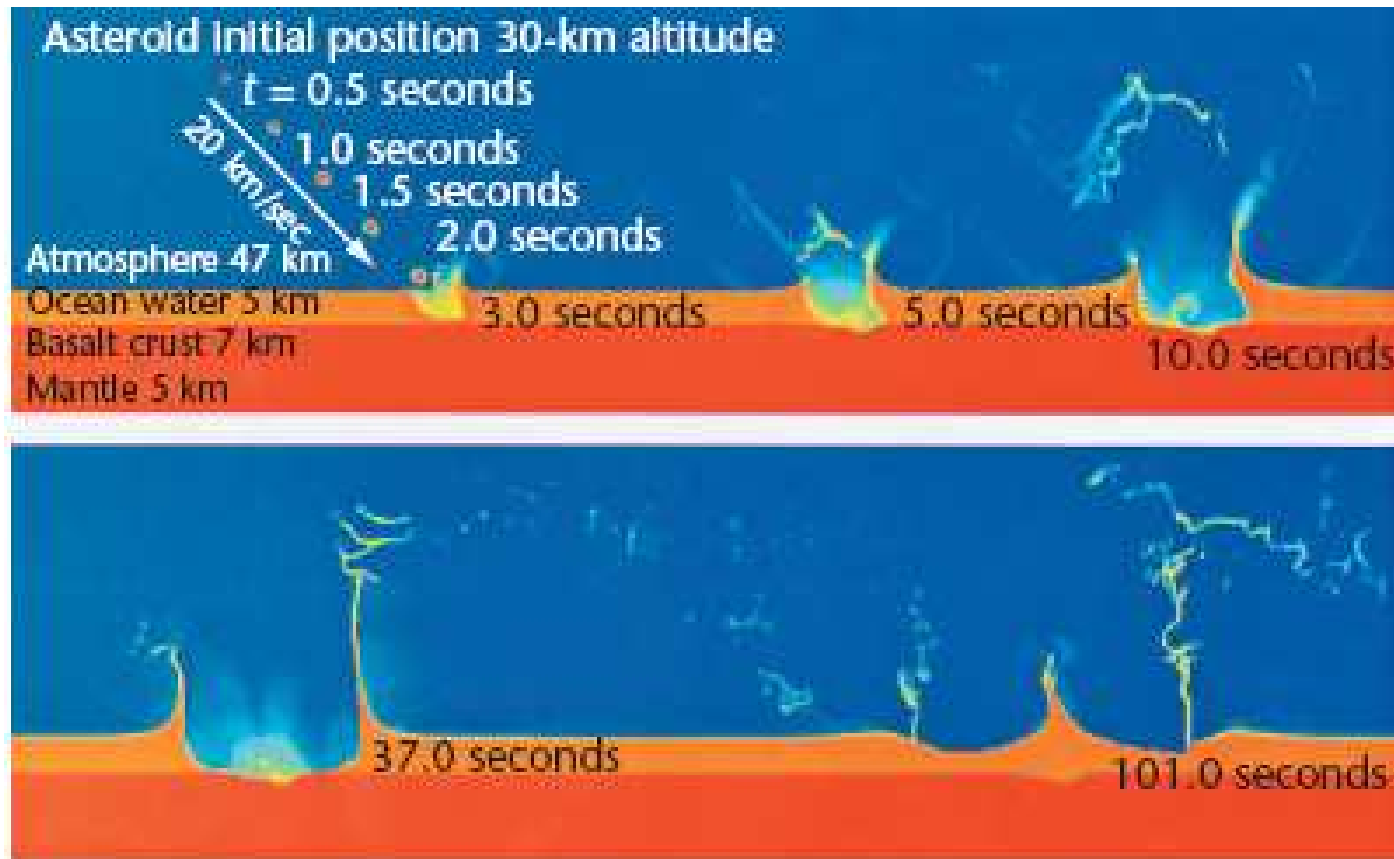 Asteroid initial position 30-km altitude
t = 0.5 seconds
1.0 seconds
20 km/sec
1.5 seconds
2.0 seconds
Atmosphere 47 km
Ocean water 5 km
3.0 seconds
5.0 seconds
Basalt crust 7 km
10.0 seconds
Mantle 5 km
37.0 seconds
101.0 seconds